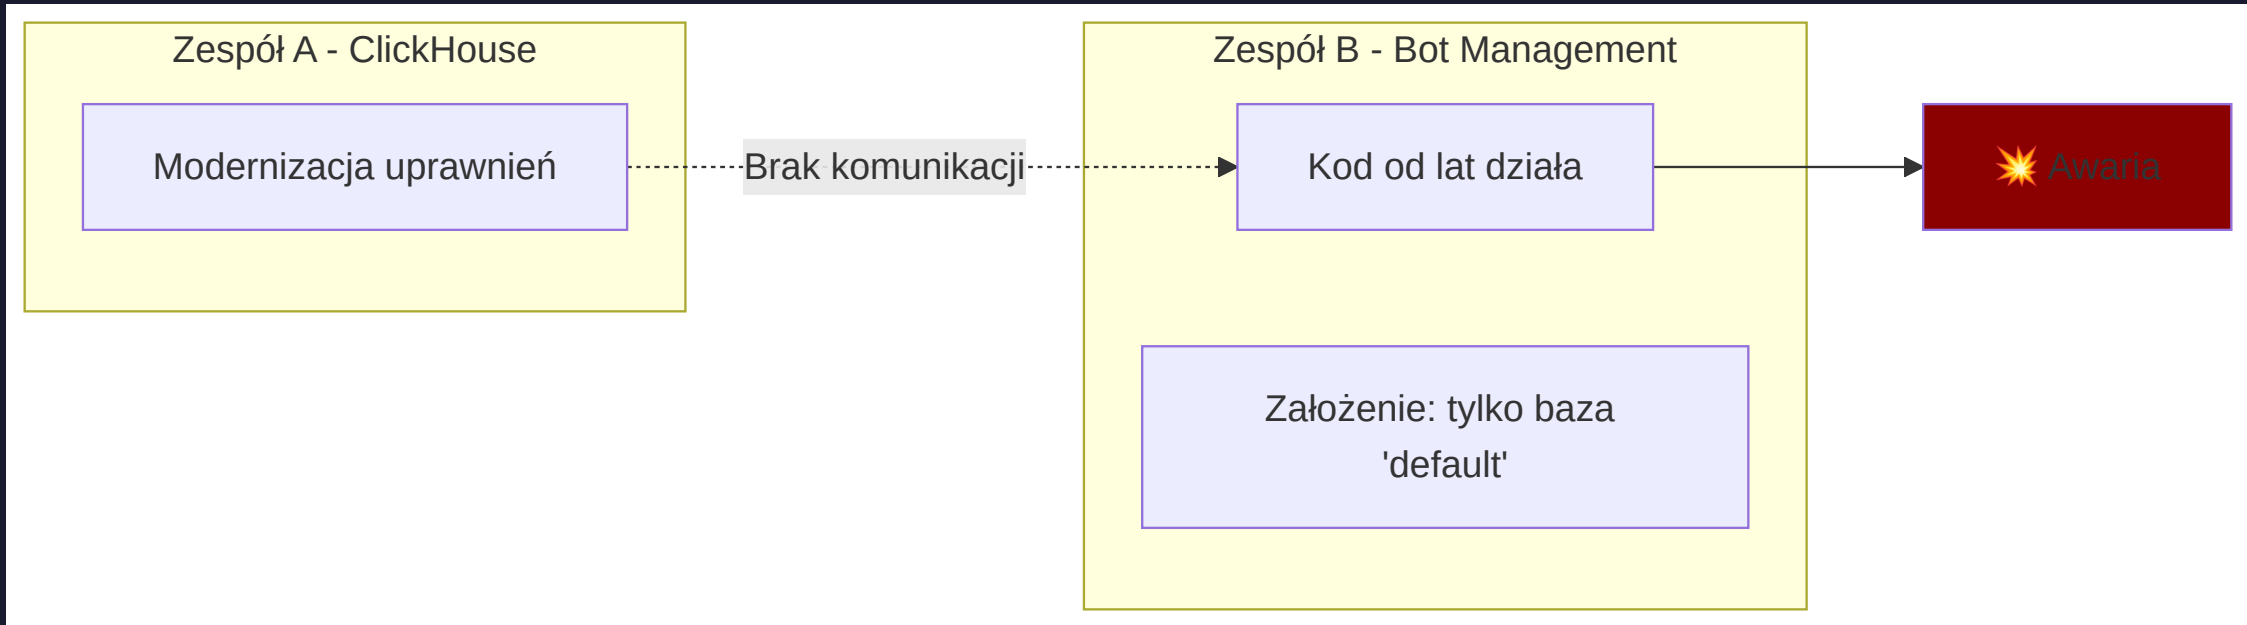 Zespół A - ClickHouse
Modernizacja uprawnień
Brak komunikacji
Zespół B - Bot Management
Kod od lat działa
Założenie: tylko baza
'default'
💥 Awaria